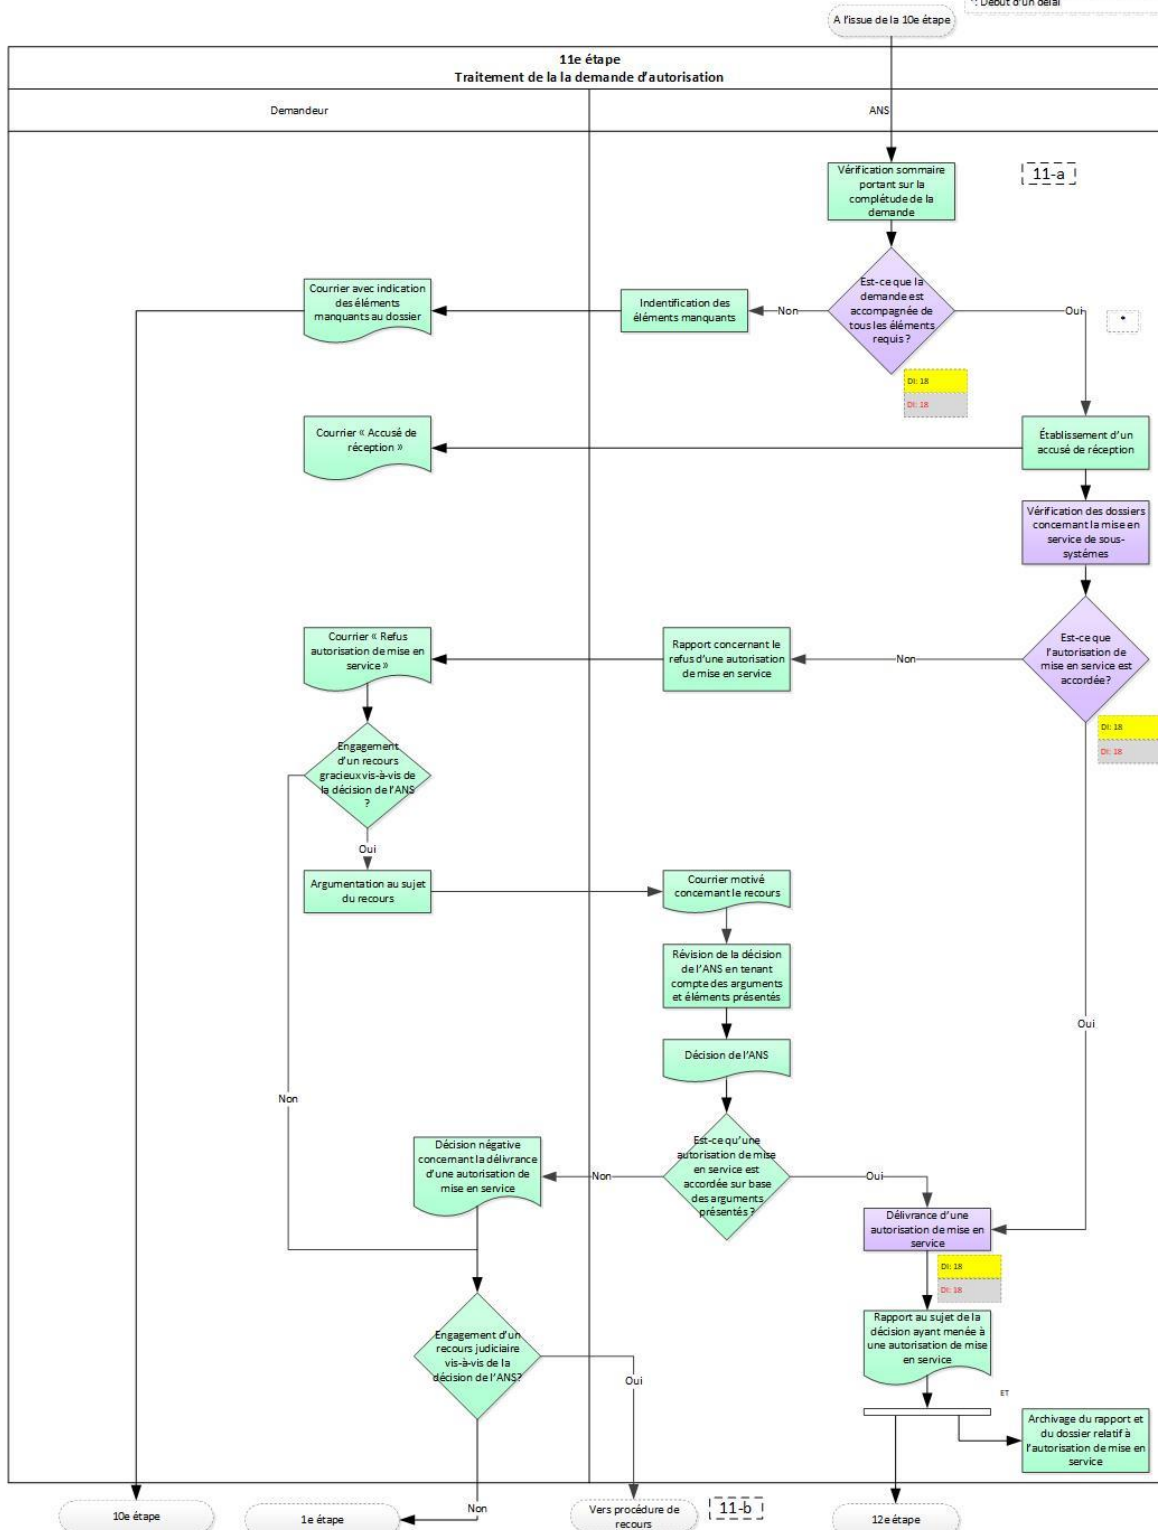 *: Début d'un délai
A l'issue de la 10e étape
11e étape
Traitement de la la demande d'autorisation
Demandeur
ANS
Vérification sommaire
portant sur la
complétude de la
demande
11-a
Est-ce que la
demande est
accompagnée de
tous les éléments
requis ?
Non
Oui
*
Indentification des
éléments manquants
Courrier avec indication
des éléments
manquants au dossier
DI: 18
DI: 18
Établissement d'un
accusé de réception
Courrier « Accusé de
réception »
Vérification des dossiers
concernant la mise en
service de sous-
systèmes
Est-ce que
l'autorisation de
mise en service est
accordée?
Non
Rapport concernant le
refus d'une autorisation
de mise en service
Courrier « Refus
autorisation de mise en
service »
DI: 18
DI: 18
Engagement
d'un recours
gracieux vis-à-vis de
la décision de l'ANS
?
Oui
Argumentation au sujet
du recours
Courrier motivé
concernant le recours
Révision de la décision
de l'ANS en tenant
compte des arguments
et éléments présentés
Oui
Décision de l'ANS
Non
Est-ce qu'une
autorisation de mise
en service est
accordée sur base
des arguments
présentés ?
Non
Oui
Décision négative
concernant la délivrance
d'une autorisation de
mise en service
Délivrance d'une
autorisation de mise en
service
DI: 18
DI: 18
Rapport au sujet de la
décision ayant menée à
une autorisation de mise
en service
Engagement d'un
recours judiciaire
vis-à-vis de la
décision de l'ANS?
Oui
ET
Archivage du rapport et
du dossier relatif à
l'autorisation de mise en
service
Non
10e étape
1e étape
Vers procédure de
recours
11-b
12e étape